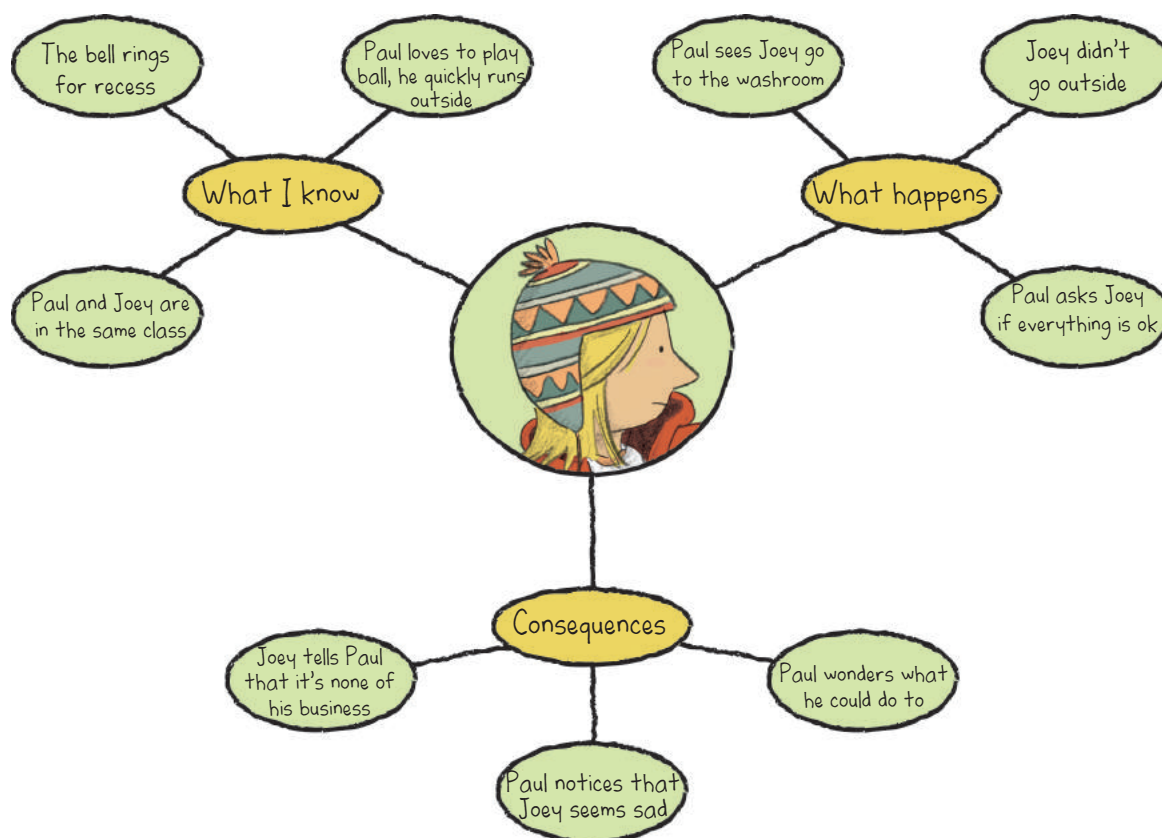 The bell rings
for recess
Paul loves to play
ball, he quickly runs
outside
What I know
Paul and Joey are
in the same class
Paul sees Joey go
to the washroom
Joey didn't
go outside
What happens
Paul asks Joey
if everything is ok
Consequences
Joey tells Paul
that it's none of
his business
Paul notices that
Joey seems sad
Paul wonders what
he could do to